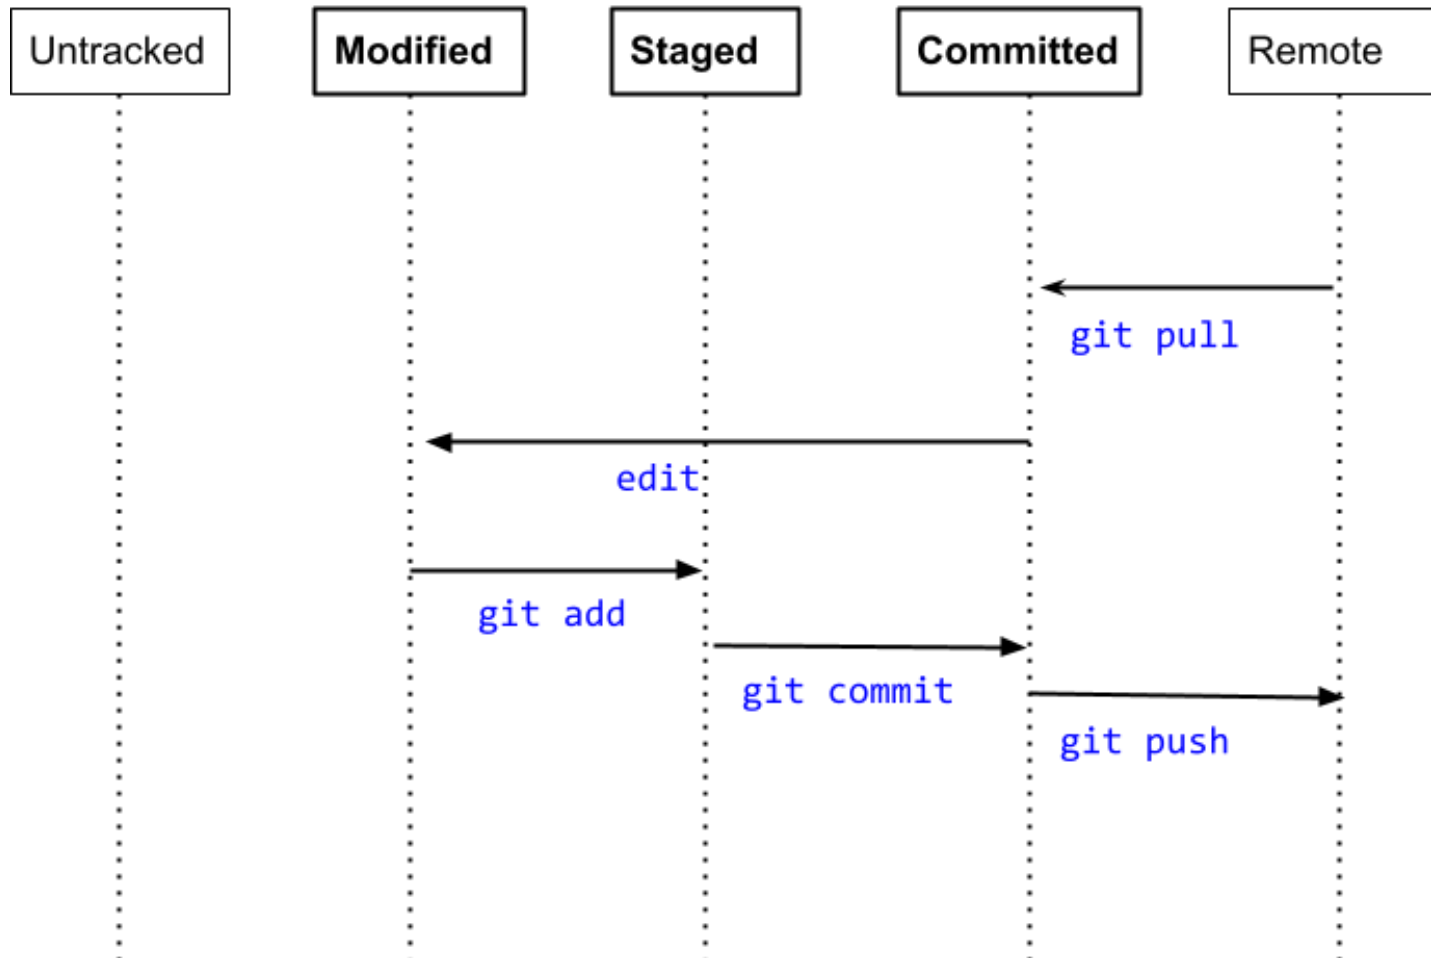 Untracked
Modified
Staged
Committed
Remote
git pull
edit
git add
git commit
git push